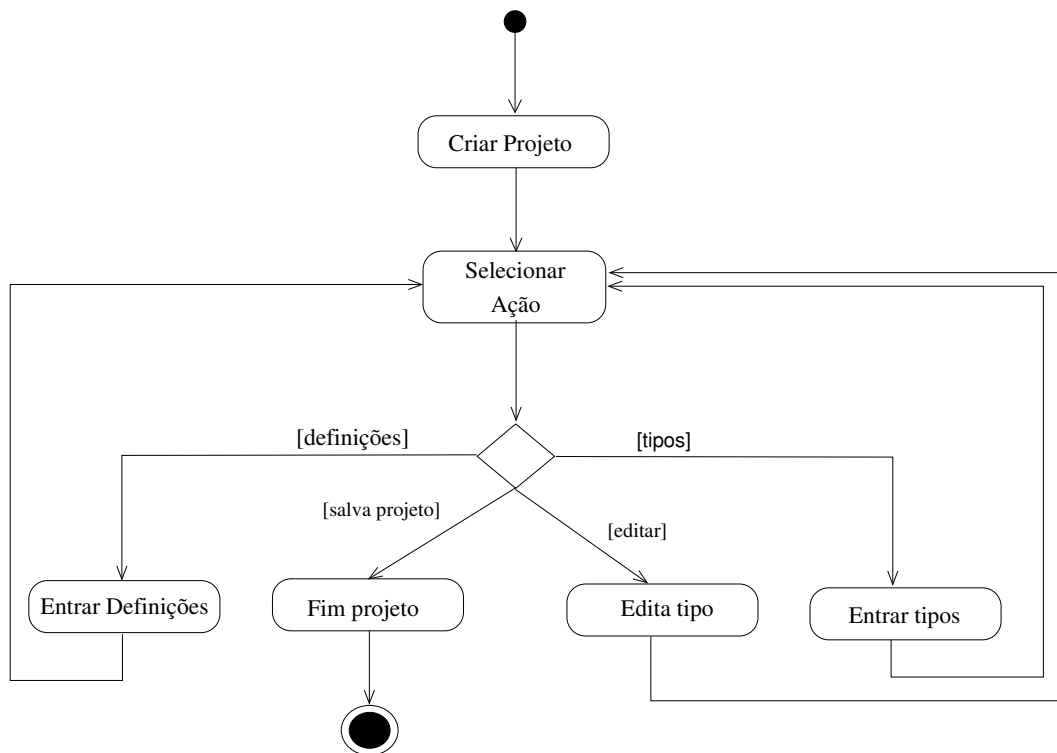 Criar Projeto
Selecionar
Ação
[definições]
[tipos]
[salva projeto]
[editar]
Entrar Definições
Fim projeto
Edita tipo
Entrar tipos